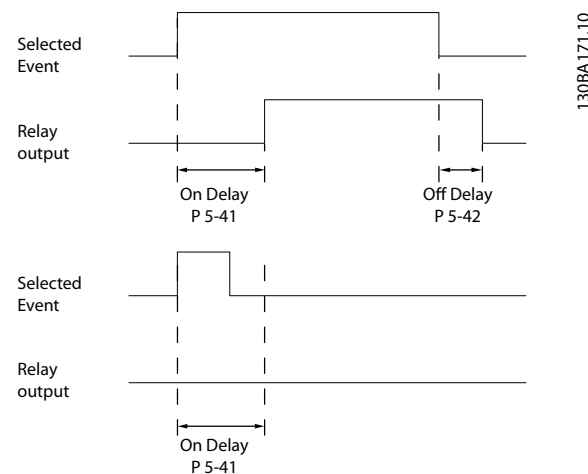 Selected
Event
130BA171.10
Relay
output
On Delay
P 5-41
Off Delay
P 5-42
Selected
Event
Relay
output
On Delay
P 5-41